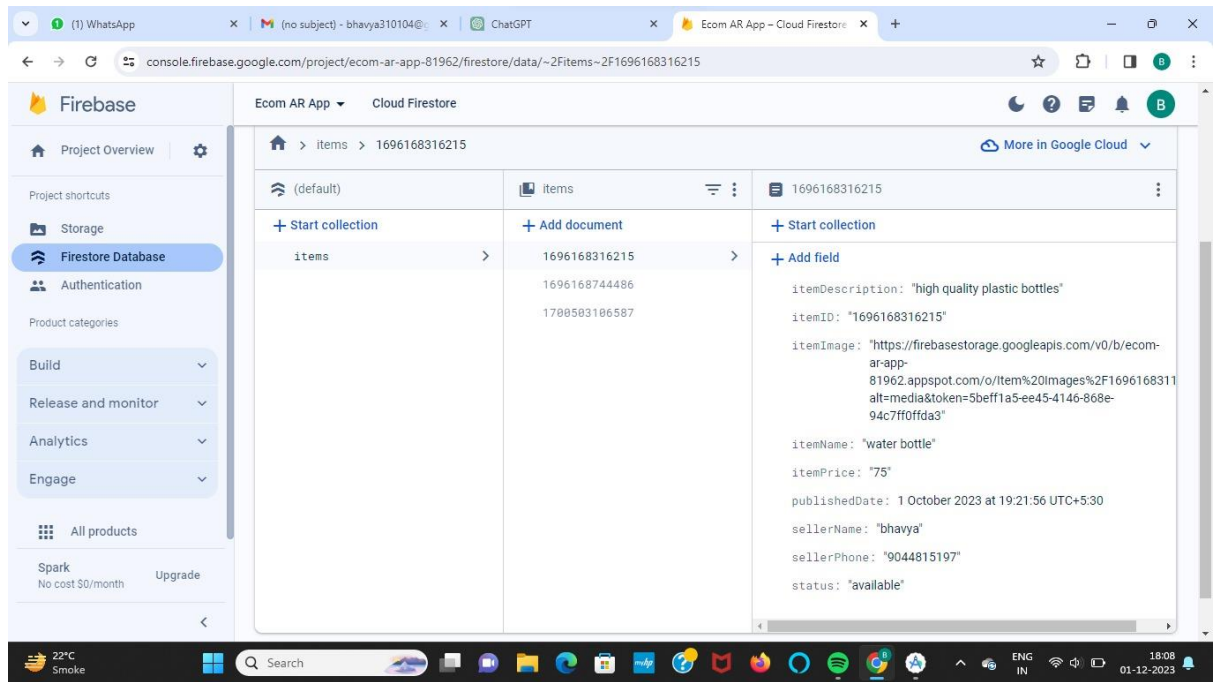 (1) WhatsApp
(no subject) - bhavya310104@g
ChatGPT
Ecom AR App – Cloud Firestore
console.firebase.google.com/project/ecom-ar-app-81962/firestore/data/~2Fitems~2F1696168316215
B
Firebase
Ecom AR App
Cloud Firestore
B
Project Overview
items > 1696168316215
More in Google Cloud
Project shortcuts
(default)
items
1696168316215
Storage
+ Start collection
+ Add document
+ Start collection
Firestore Database
items
1696168316215
+ Add field
Authentication
1696168744486
itemDescription: "high quality plastic bottles"
Product categories
1700503106587
itemID: "1696168316215"
Build
itemImage: "https://firebasestorage.googleapis.com/v0/b/ecom-
ar-app-
81962.appspot.com/o/Item%20Images%2F169616831
alt=media&token=5beff1a5-ee45-4146-868e-
94c7ff0ffda3"
Release and monitor
Analytics
itemName: "water bottle"
Engage
itemPrice: "75"
publishedDate: 1 October 2023 at 19:21:56 UTC+5:30
All products
sellerName: "bhavya"
sellerPhone: "9044815197"
Spark
No cost $0/month
Upgrade
status: "available"
22°C
Smoke
Search
ENG
IN
18:08
01-12-2023